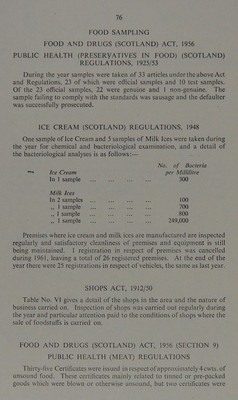 76
FOOD SAMPLING
FOOD AND DRUGS (SCOTLAND) ACT, 1956
PUBLIC HEALTH (PRESERVATIVES IN FOOD) (SCOTLAND)
REGULATIONS, 1925/53
During the year samples were taken of 33 articles under the above Act
and Regulations, 23 of which were official samples and 10 test samples.
Of the 23 official samples, 22 were genuine and 1 non-genuine. The
sample failing to comply with the standards was sausage and the defaulter
was successfully prosecuted.
ICE CREAM (SCOTLAND) REGULATIONS, 1948
One sample of Ice Cream and 5 samples of Milk Ices were taken during
the year for chemical and bacteriological examination, and a detail of
the bacteriological analyses is as follows:—
No. of Bacteria
Ice Cream per Millilitre
In 1 sample ... ... ... ... 300
Milk Ices
In 2 samples ... ... ... ... 100
„ 1 sample ... ... ... ... 700
„ 1 sample ... ... ... ... 800
„ 1 sample ... ... ... ... 249,000
Premises where ice cream and milk ices are manufactured are inspected
regularly and satisfactory cleanliness of premises and equipment is still
being maintained. 1 registration in respect of premises was cancelled
during 1961, leaving a total of 26 registered premises. At the end of the
year there were 25 registrations in respect of vehicles, the same as last year.
SHOPS ACT, 1912/50
Table No. VI gives a detail of the shops in the area and the nature of
business carried on. Inspection of shops was carried out regularly during
the year and particular attention paid to the conditions of shops where the
sale of foodstuffs is carried on.
FOOD AND DRUGS (SCOTLAND) ACT, 1956 (SECTION 9)
PUBLIC HEALTH (MEAT) REGULATIONS
Thirty-five Certificates were issued in respect of approximately 4 cwts. of
unsound food. These certificates mainly related to tinned or pre-packed
goods which were blown or otherwise unsound, but two certificates were